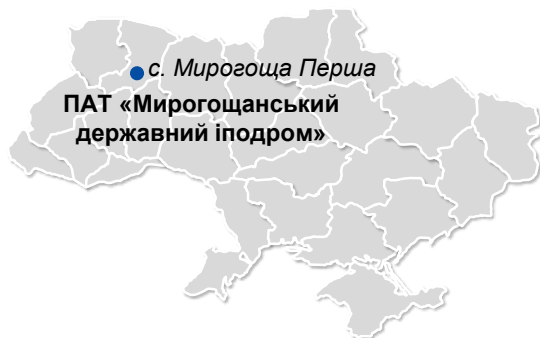 с. Мирогоща Перша
ПАТ «Мирогощанський
державний іподром»